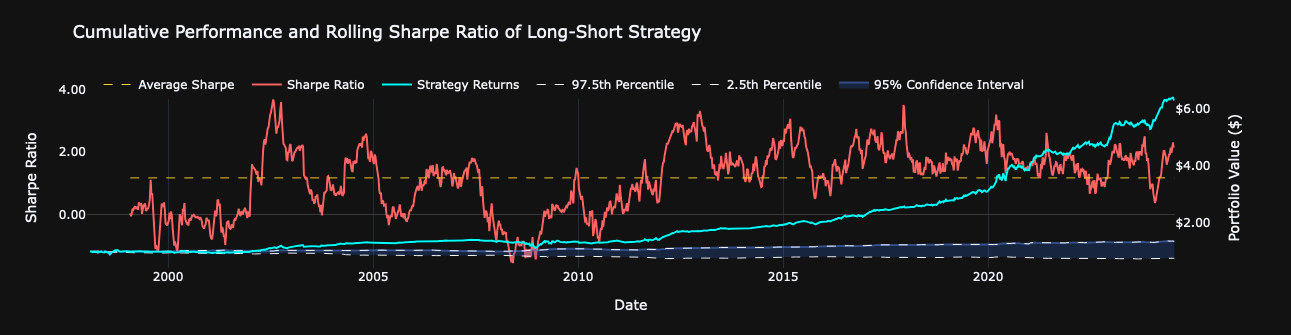 Cumulative Performance and Rolling Sharpe Ratio of Long-Short Strategy
Average Sharpe Sharpe Ratio Strategy Returns 97.5th Percentile 2.5th Percentile 95% Confidence Interval
Sharpe Ratio
4.00
2.00
0.00
$6.00
$4.00
$2.00
Portfolio Value ($)
2000 2005 2010 2015 2020
Date